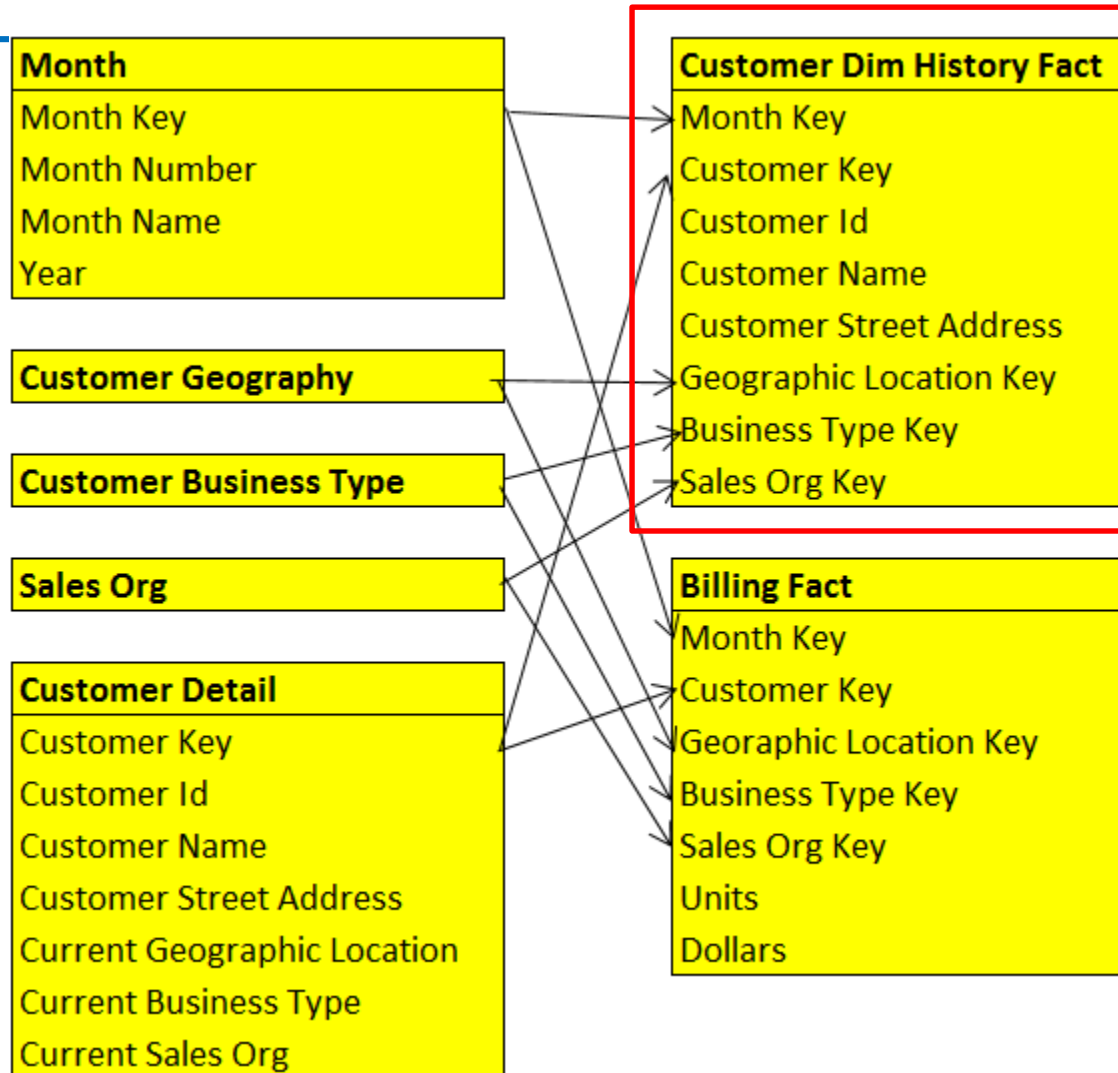 Month
Month Key
Month Number
Month Name
Year
Customer Geography
Customer Business Type
Sales Org
Customer Detail
Customer Key
Customer Id
Customer Name
Customer Street Address
Current Geographic Location
Current Business Type
Current Sales Org
Customer Dim History Fact
Month Key
Customer Key
Customer Id
Customer Name
Customer Street Address
Geographic Location Key
Business Type Key
Sales Org Key
Billing Fact
Month Key
Customer Key
Georaphic Location Key
Business Type Key
Sales Org Key
Units
Dollars